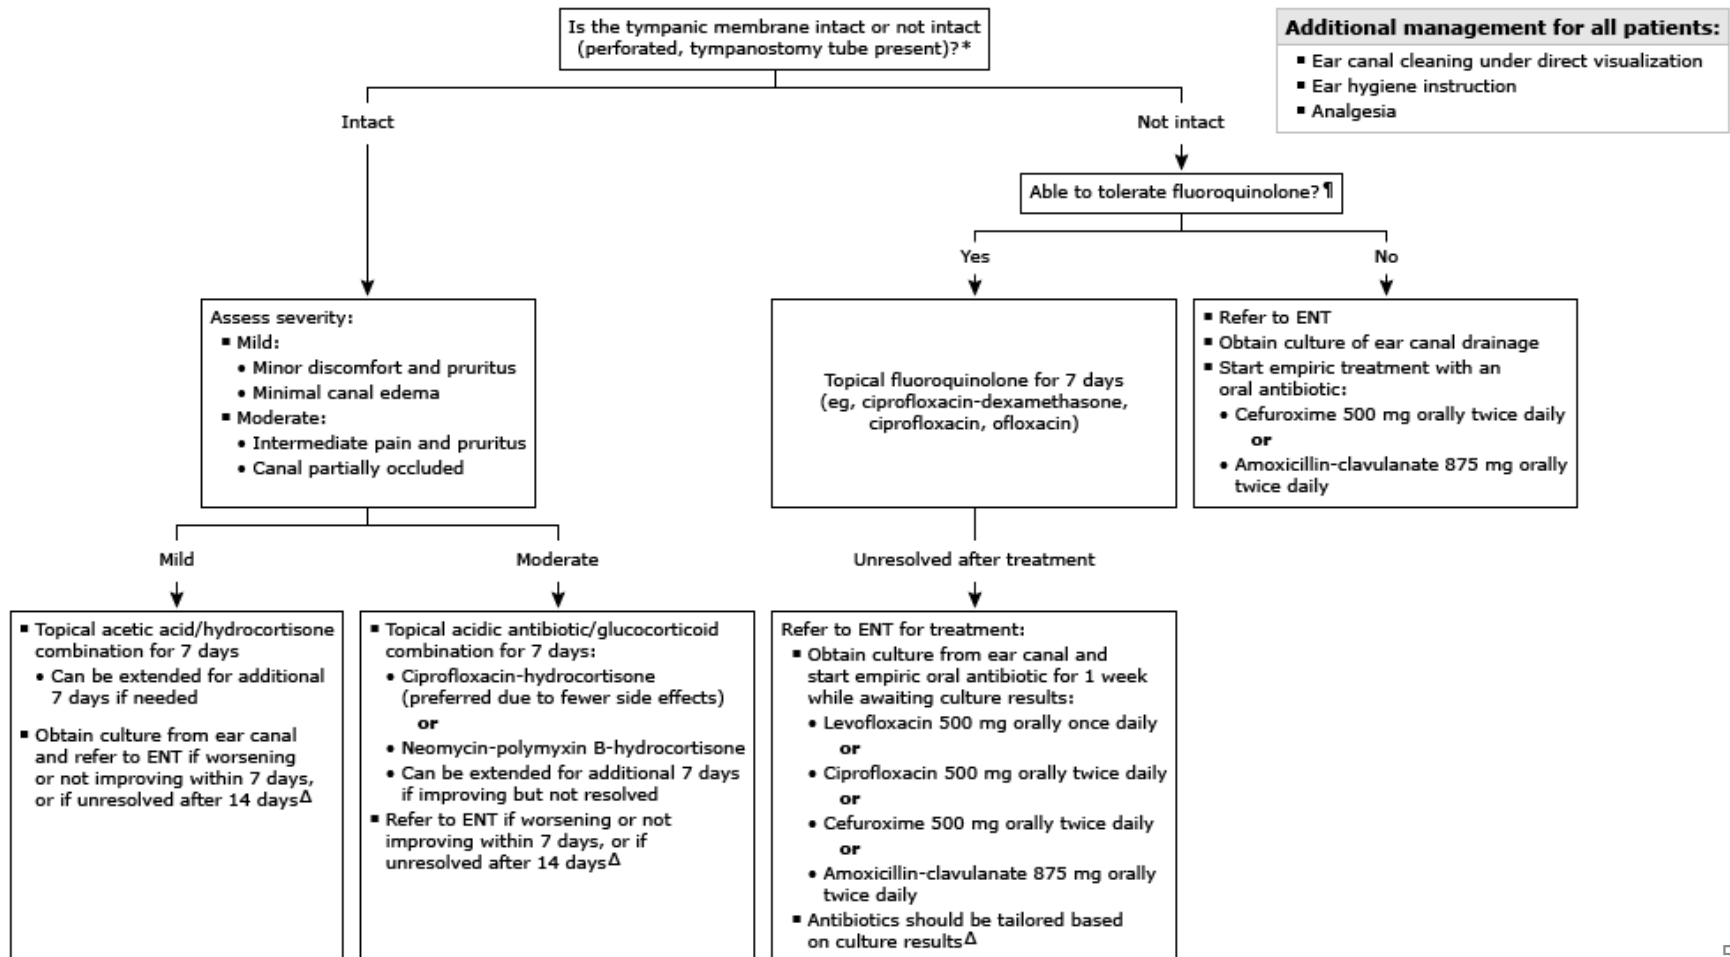 Is the tympanic membrane intact or not intact
(perforated, tympanostomy tube present)?*
Additional management for all patients:
▪ Ear canal cleaning under direct visualization
▪ Ear hygiene instruction
▪ Analgesia
Intact
Not intact
Able to tolerate fluoroquinolone?¶
Yes
No
Assess severity:
▪ Mild:
• Minor discomfort and pruritus
• Minimal canal edema
▪ Moderate:
• Intermediate pain and pruritus
• Canal partially occluded
Topical fluoroquinolone for 7 days
(eg, ciprofloxacin-dexamethasone,
ciprofloxacin, ofloxacin)
▪ Refer to ENT
▪ Obtain culture of ear canal drainage
▪ Start empiric treatment with an
oral antibiotic:
• Cefuroxime 500 mg orally twice daily
or
• Amoxicillin-clavulanate 875 mg orally
twice daily
Mild
Moderate
Unresolved after treatment
▪ Topical acetic acid/hydrocortisone
combination for 7 days
• Can be extended for additional
7 days if needed
▪ Obtain culture from ear canal
and refer to ENT if worsening
or not improving within 7 days,
or if unresolved after 14 daysΔ
▪ Topical acidic antibiotic/glucocorticoid
combination for 7 days:
• Ciprofloxacin-hydrocortisone
(preferred due to fewer side effects)
or
• Neomycin-polymyxin B-hydrocortisone
• Can be extended for additional 7 days
if improving but not resolved
▪ Refer to ENT if worsening or not
improving within 7 days, or if
unresolved after 14 daysΔ
Refer to ENT for treatment:
▪ Obtain culture from ear canal and
start empiric oral antibiotic for 1 week
while awaiting culture results:
• Levofloxacin 500 mg orally once daily
or
• Ciprofloxacin 500 mg orally twice daily
or
• Cefuroxime 500 mg orally twice daily
or
• Amoxicillin-clavulanate 875 mg orally
twice daily
▪ Antibiotics should be tailored based
on culture resultsΔ